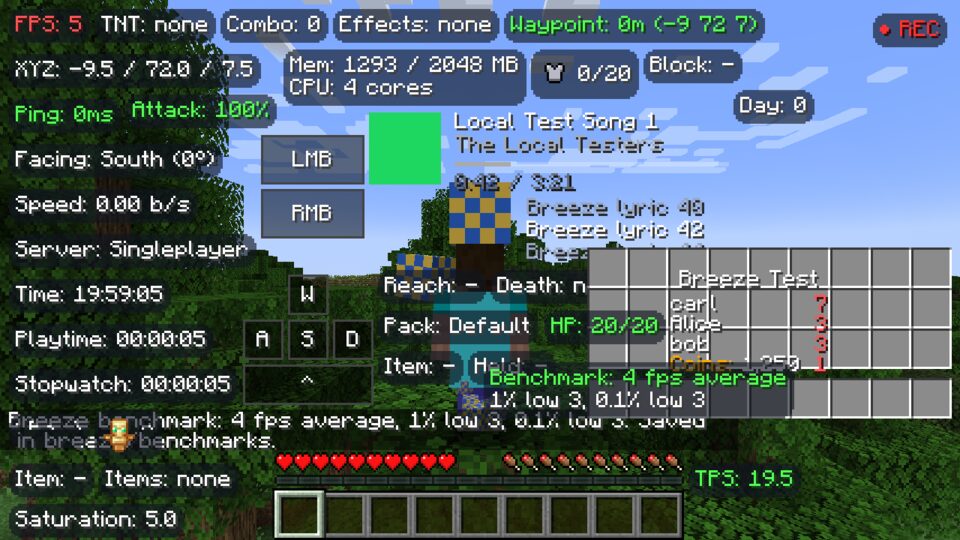 FPS: 5
TNT: none
Combo: 0
Effects: none
Waypoint: 0m (-9 72 7)
REC
XYZ: -9.5 / 72.0 / 7.5
Mem: 1293 / 2048 MB
CPU: 4 cores
0/20
Block: -
Day: 0
Ping: 0ms
Attack: 100%
Local Test Song 1
The Local Testers
0:42 / 3:21
Facing: South (0°)
LMB
Speed: 0.00 b/s
RMB
Breeze lyric 40
Breeze lyric 42
Breeze lyric
Server: Singleplayer
Breeze Test
carl 7
Alice 3
bob 3
Coins: 1,250 1
Reach: -
Death: n
Time: 19:59:05
W
Pack: Default
HP: 20/20
Playtime: 00:00:05
A
S
D
Item: -
Held: -
Stopwatch: 00:00:05
^
Benchmark: 4 fps average
1% low 3, 0.1% low 3
Breeze benchmark: 4 fps average, 1% low 3, 0.1% low 3. Saved
in breeze benchmarks.
Item: -
Items: none
TPS: 19.5
Saturation: 5.0